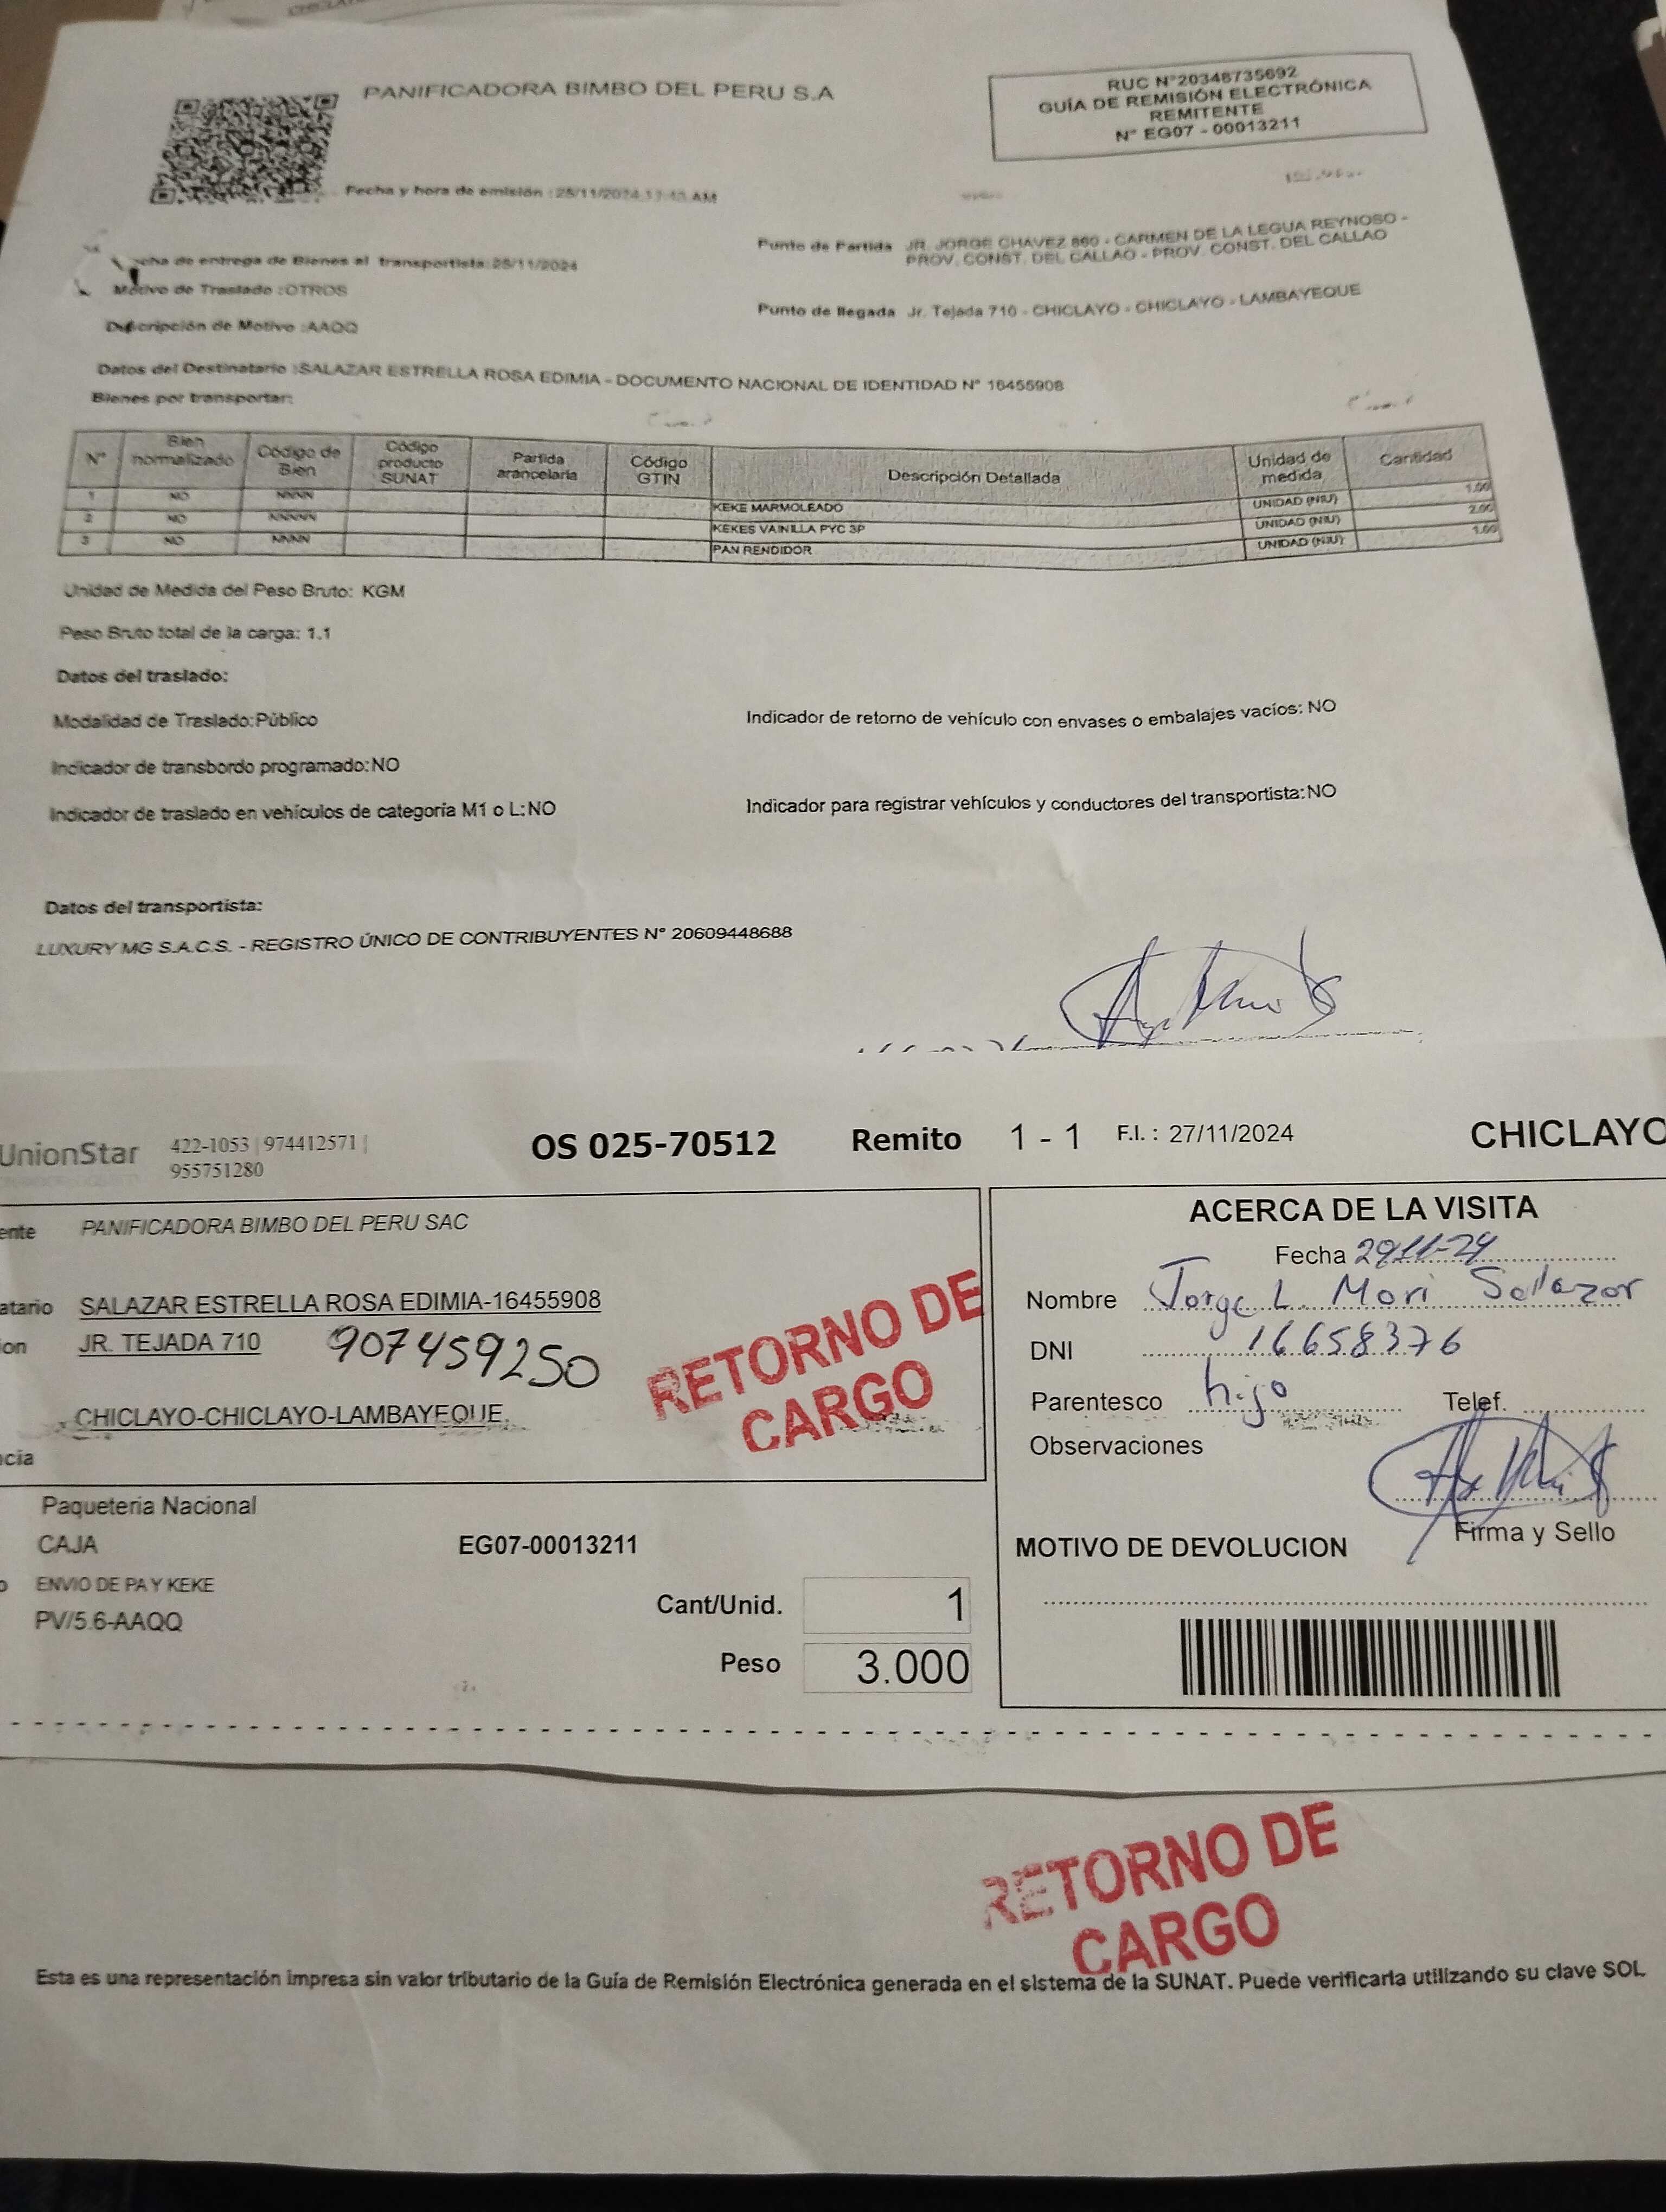 PANIFICADORA BIMBO DEL PERU S.A
RUC N°20348735692
GUÍA DE REMISIÓN ELECTRÓNICA
REMITENTE
N° EG07 - 00013211
Fecha y hora de emisión : 25/11/2024 AM
cha de entrega de Bienes al transportista:25/11/2024
Motivo de Traslado :OTROS
Descripción de Motivo :AAQQ
Punto de Partida JR. JORGE CHAVEZ 860 - CARMEN DE LA LEGUA REYNOSO -
PROV. CONST. DEL CALLAO - PROV. CONST. DEL CALLAO
Punto de llegada Jr. Tejada 710 - CHICLAYO - CHICLAYO - LAMBAYEQUE
Datos del Destinatario :SALAZAR ESTRELLA ROSA EDIMIA - DOCUMENTO NACIONAL DE IDENTIDAD N° 16455908
Bienes por transportar:
N° Bien normalizado Código de Bien Código producto SUNAT Partida arancelaria Código GTIN Descripción Detallada Unidad de medida Cantidad
1 NO NNNN KEKE MARMOLEADO UNIDAD (NIU) 1.00
2 NO NNNNN KEKES VAINILLA PYC 3P UNIDAD (NIU) 2.00
3 NO NNNN PAN RENDIDOR UNIDAD (NIU) 1.00
Unidad de Medida del Peso Bruto: KGM
Peso Bruto total de la carga: 1.1
Datos del traslado:
Modalidad de Traslado:Público
Indicador de retorno de vehículo con envases o embalajes vacíos: NO
Indicador de transbordo programado:NO
Indicador de traslado en vehículos de categoría M1 o L:NO
Indicador para registrar vehículos y conductores del transportista:NO
Datos del transportista:
LUXURY MG S.A.C.S. - REGISTRO ÚNICO DE CONTRIBUYENTES N° 20609448688
UnionStar 422-1053 | 974412571 |
955751280
OS 025-70512 Remito 1 - 1 F.I. : 27/11/2024 CHICLAYO
ente PANIFICADORA BIMBO DEL PERU SAC
atario SALAZAR ESTRELLA ROSA EDIMIA-16455908
ion JR. TEJADA 710 907459250
CHICLAYO-CHICLAYO-LAMBAYEQUE
cia
RETORNO DE
CARGO
Paqueteria Nacional
CAJA EG07-00013211
o ENVIO DE PA Y KEKE
PV/5.6-AAQQ
Cant/Unid. 1
Peso 3.000
ACERCA DE LA VISITA
Fecha 2911-24
Nombre Jorge L. Mori Salazar
DNI 16658376
Parentesco hijo Telef.
Observaciones
Firma y Sello
MOTIVO DE DEVOLUCION
RETORNO DE
CARGO
Esta es una representación impresa sin valor tributario de la Guía de Remisión Electrónica generada en el sistema de la SUNAT. Puede verificarla utilizando su clave SOL